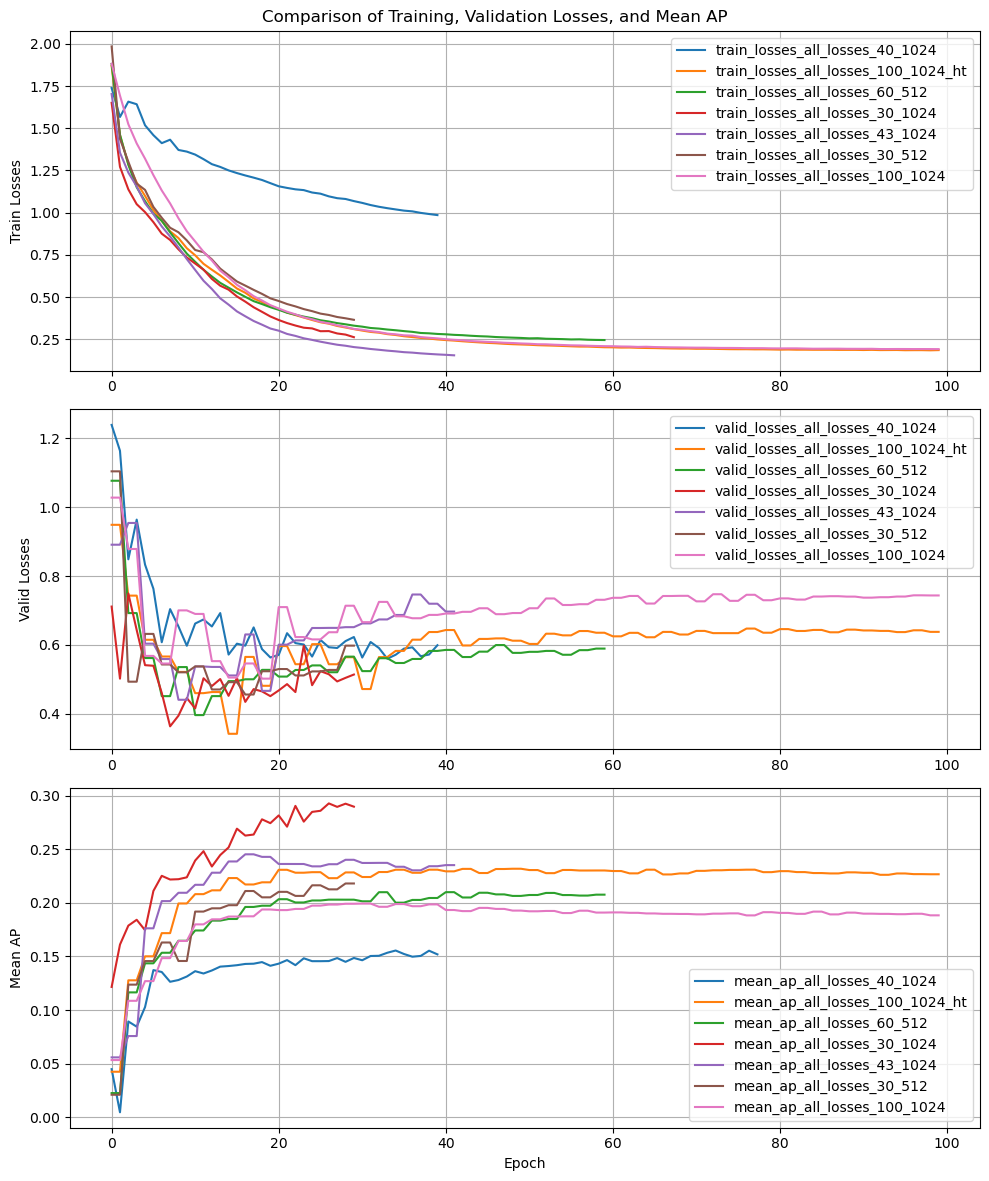 Comparison of Training, Validation Losses, and Mean AP
Train Losses
2.00
1.75
1.50
1.25
1.00
0.75
0.50
0.25
0
20
40
60
80
100
train_losses_all_losses_40_1024
train_losses_all_losses_100_1024_ht
train_losses_all_losses_60_512
train_losses_all_losses_30_1024
train_losses_all_losses_43_1024
train_losses_all_losses_30_512
train_losses_all_losses_100_1024
Valid Losses
1.2
1.0
0.8
0.6
0.4
0
20
40
60
80
100
valid_losses_all_losses_40_1024
valid_losses_all_losses_100_1024_ht
valid_losses_all_losses_60_512
valid_losses_all_losses_30_1024
valid_losses_all_losses_43_1024
valid_losses_all_losses_30_512
valid_losses_all_losses_100_1024
Mean AP
0.30
0.25
0.20
0.15
0.10
0.05
0.00
0
20
40
60
80
100
mean_ap_all_losses_40_1024
mean_ap_all_losses_100_1024_ht
mean_ap_all_losses_60_512
mean_ap_all_losses_30_1024
mean_ap_all_losses_43_1024
mean_ap_all_losses_30_512
mean_ap_all_losses_100_1024
Epoch